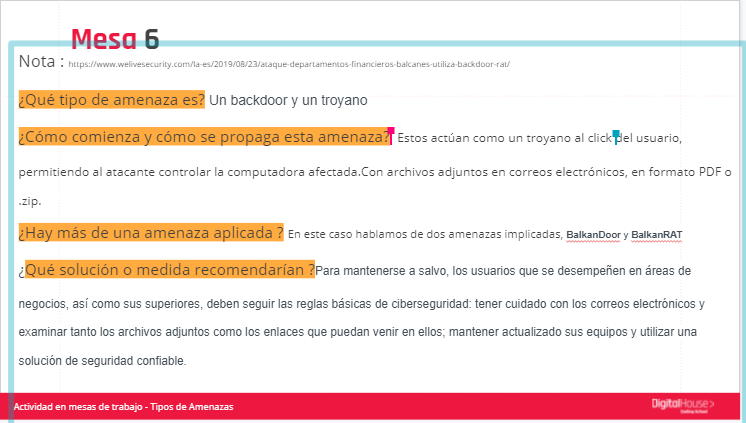 Mesa 6
Nota : https://www.welivesecurity.com/la-es/2019/08/23/ataque-departamentos-financieros-balcanes-utiliza-backdoor-rat/
¿Qué tipo de amenaza es? Un backdoor y un troyano
¿Cómo comienza y cómo se propaga esta amenaza? Estos actúan como un troyano al click del usuario,
permitiendo al atacante controlar la computadora afectada.Con archivos adjuntos en correos electrónicos, en formato PDF o
.zip.
¿Hay más de una amenaza aplicada ? En este caso hablamos de dos amenazas implicadas, BalkanDoor y BalkanRAT
¿Qué solución o medida recomendarían ?Para mantenerse a salvo, los usuarios que se desempeñen en áreas de
negocios, así como sus superiores, deben seguir las reglas básicas de ciberseguridad: tener cuidado con los correos electrónicos y
examinar tanto los archivos adjuntos como los enlaces que puedan venir en ellos; mantener actualizado sus equipos y utilizar una
solución de seguridad confiable.
Actividad en mesas de trabajo - Tipos de Amenazas
DigitalHouse>
Coding School